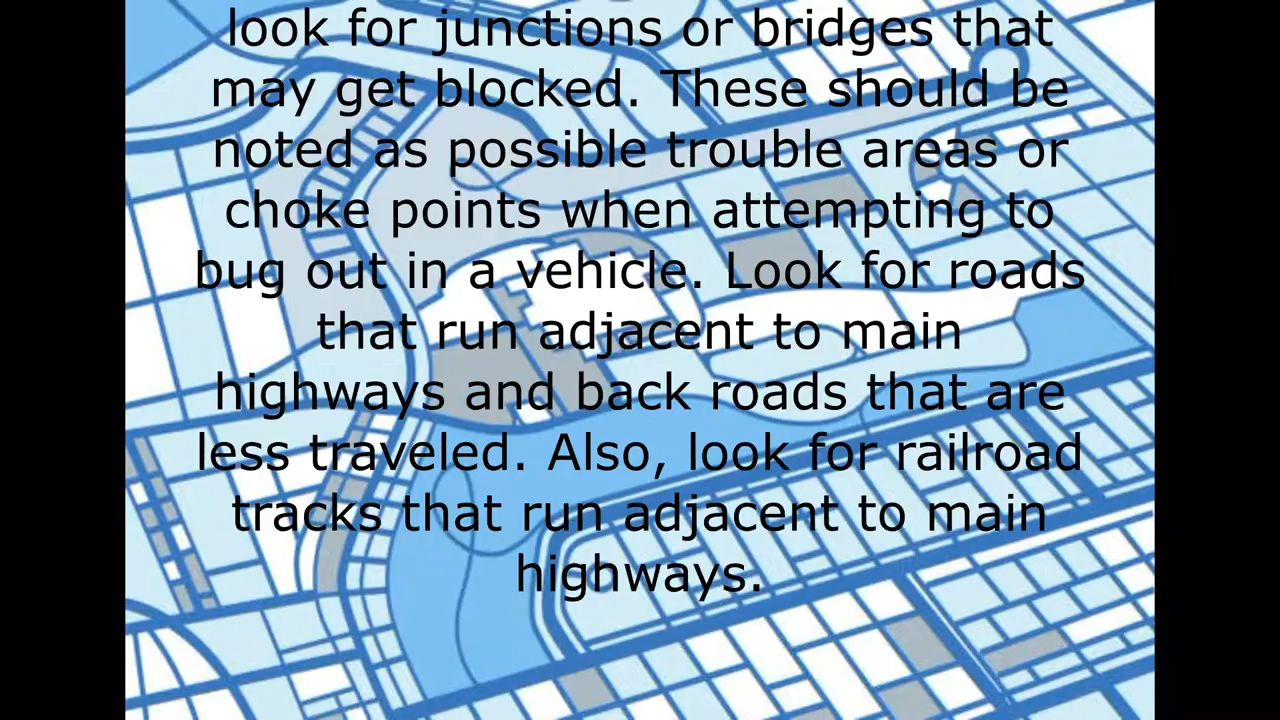 look for junctions or bridges that
may get blocked. These should be
noted as possible trouble areas or
choke points when attempting to
bug out in a vehicle. Look for roads
that run adjacent to main
highways and back roads that are
less traveled. Also, look for railroad
tracks that run adjacent to main
highways.